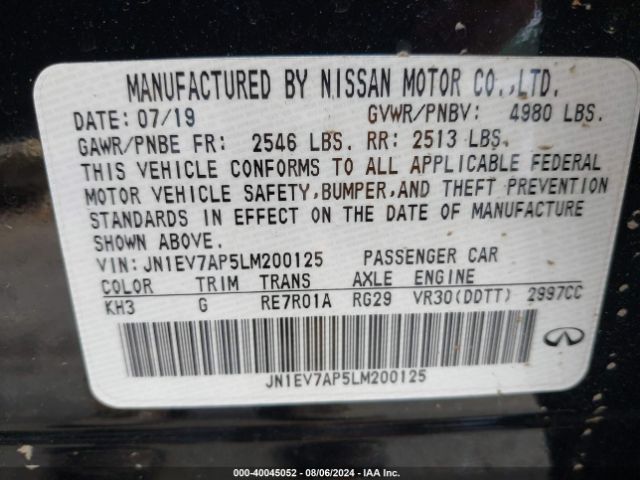 MANUFACTURED BY NISSAN MOTOR CO.,LTD.
DATE: 07/19 GVWR/PNBV: 4980 LBS.
GAWR/PNBE FR: 2546 LBS. RR: 2513 LBS.
THIS VEHICLE CONFORMS TO ALL APPLICABLE FEDERAL
MOTOR VEHICLE SAFETY,BUMPER,AND THEFT PREVENTION
STANDARDS IN EFFECT ON THE DATE OF MANUFACTURE
SHOWN ABOVE.
VIN: JN1EV7AP5LM200125 PASSENGER CAR
COLOR TRIM TRANS AXLE ENGINE
KH3 G RE7R01A RG29 VR30(DDTT) 2997CC
JN1EV7AP5LM200125
000-40045052 - 08/06/2024 - IAA Inc.